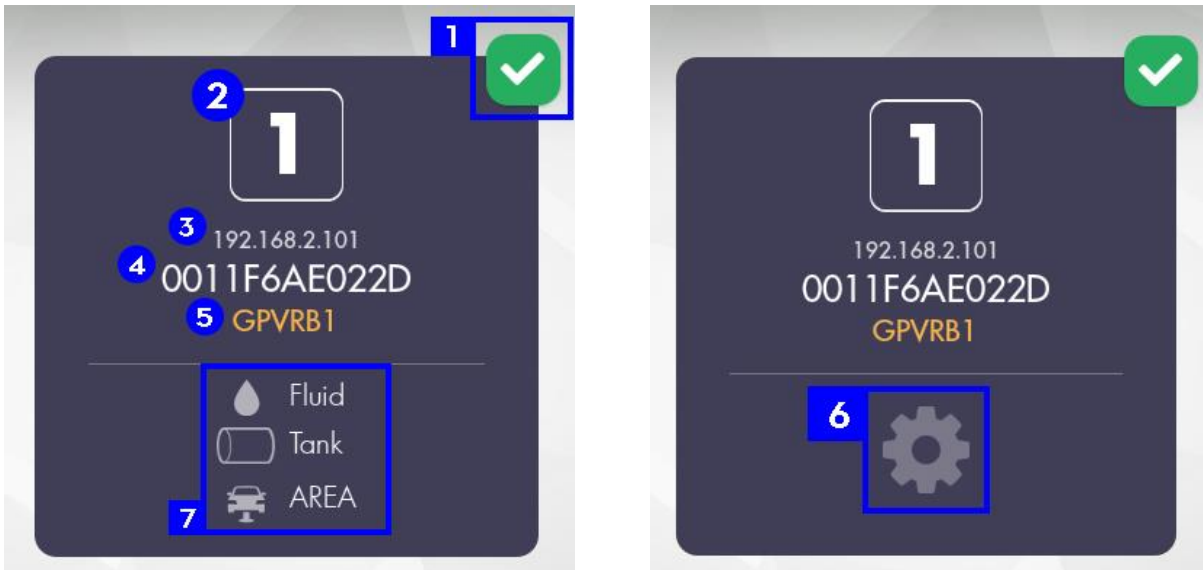 1
2
1
3
192.168.2.101
4
0011F6AE022D
5
GPVRB1
Fluid
Tank
AREA
7
1
192.168.2.101
0011F6AE022D
GPVRB1
6